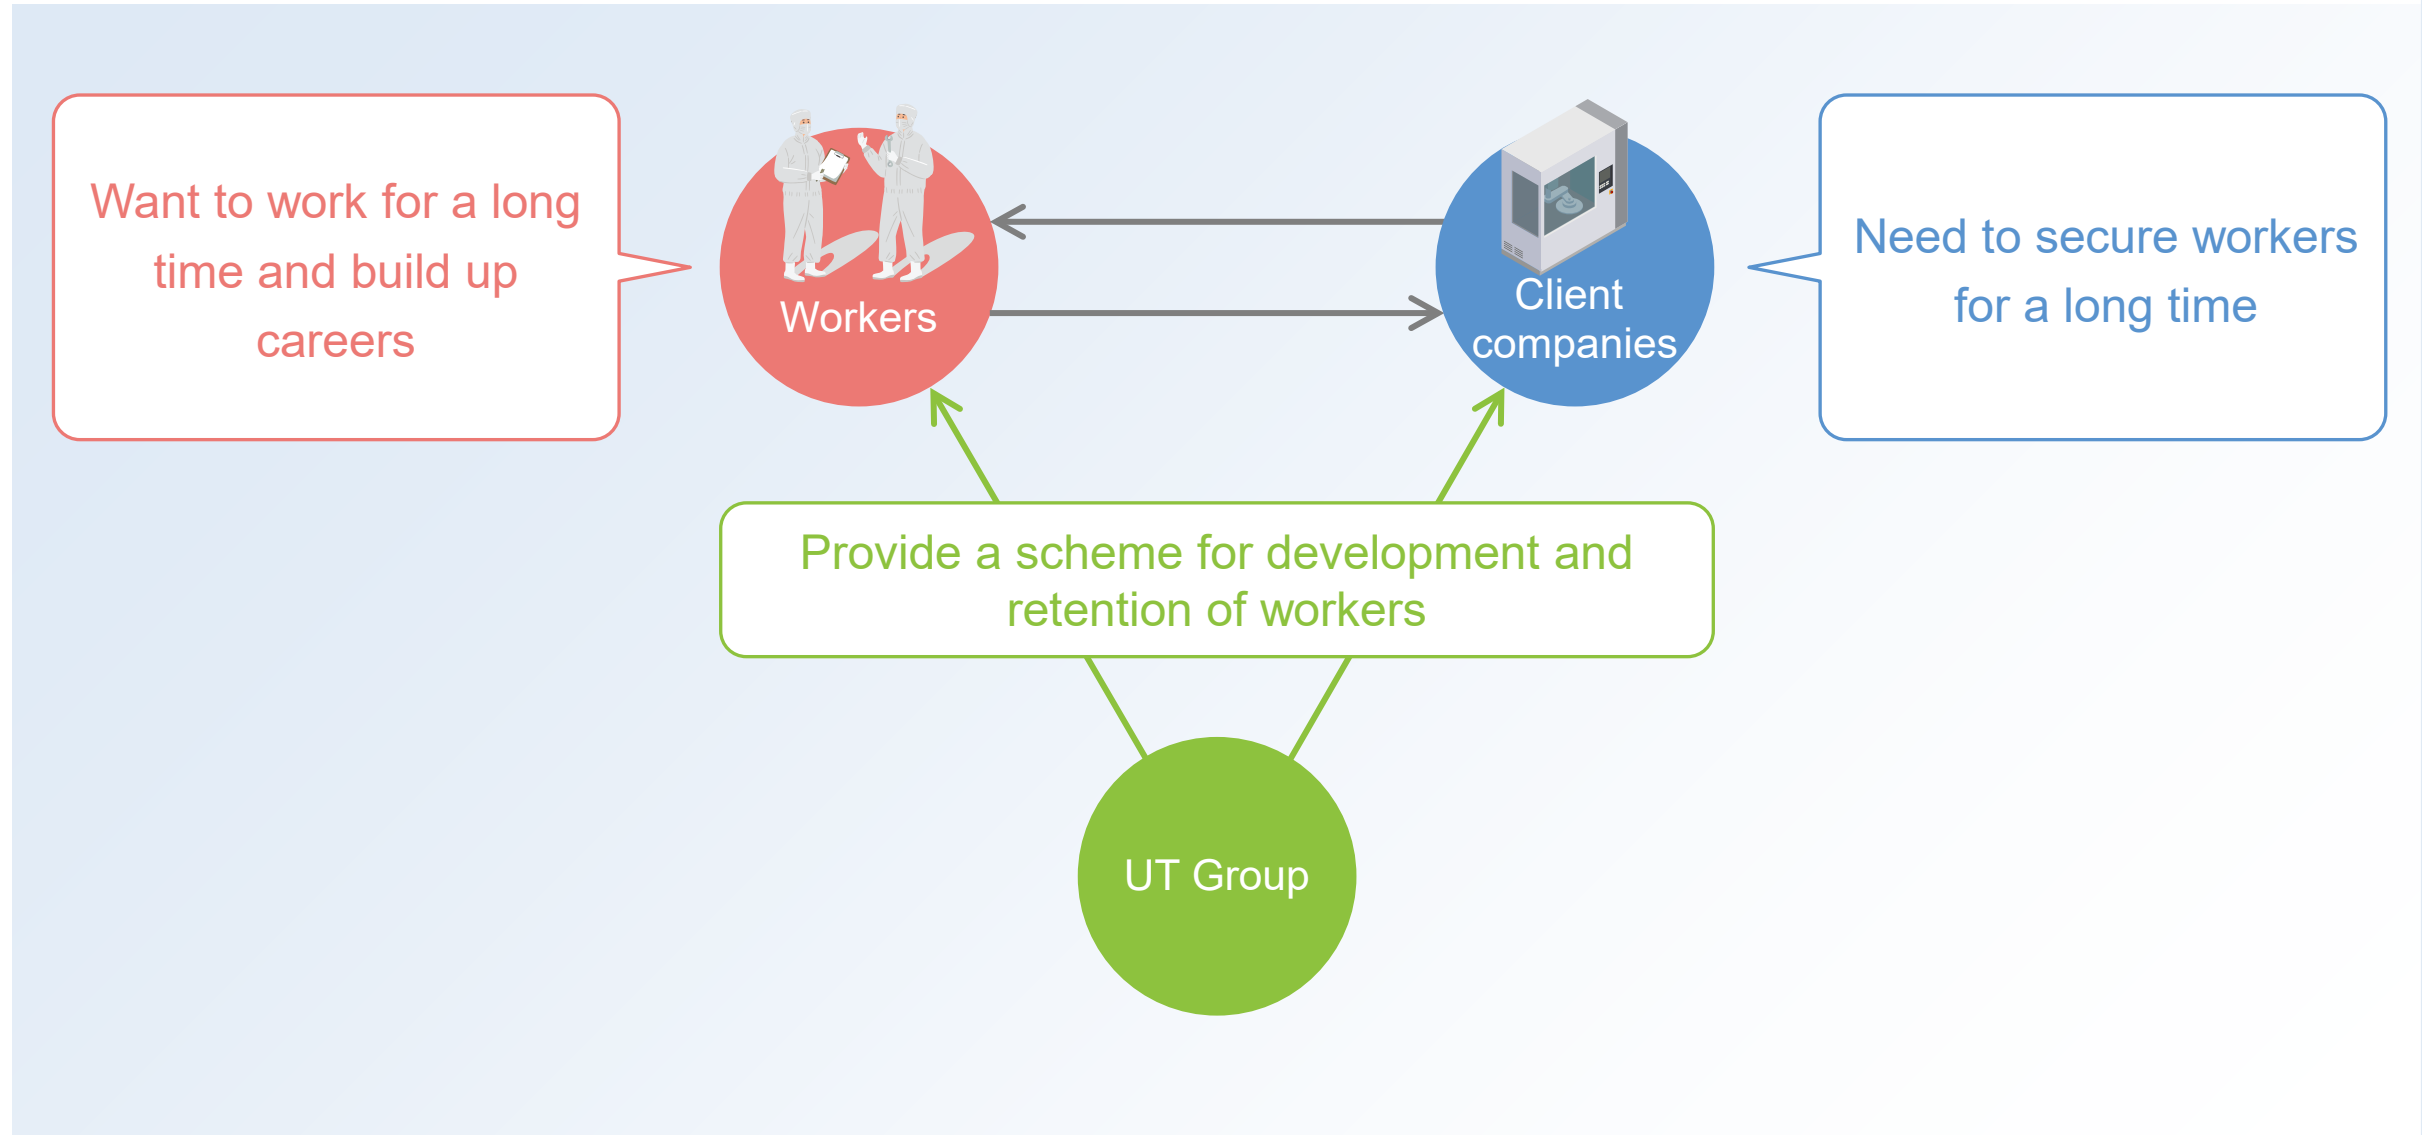 Want to work for a long
time and build up
careers
Workers
Client
companies
Need to secure workers
for a long time
Provide a scheme for development and
retention of workers
UT Group